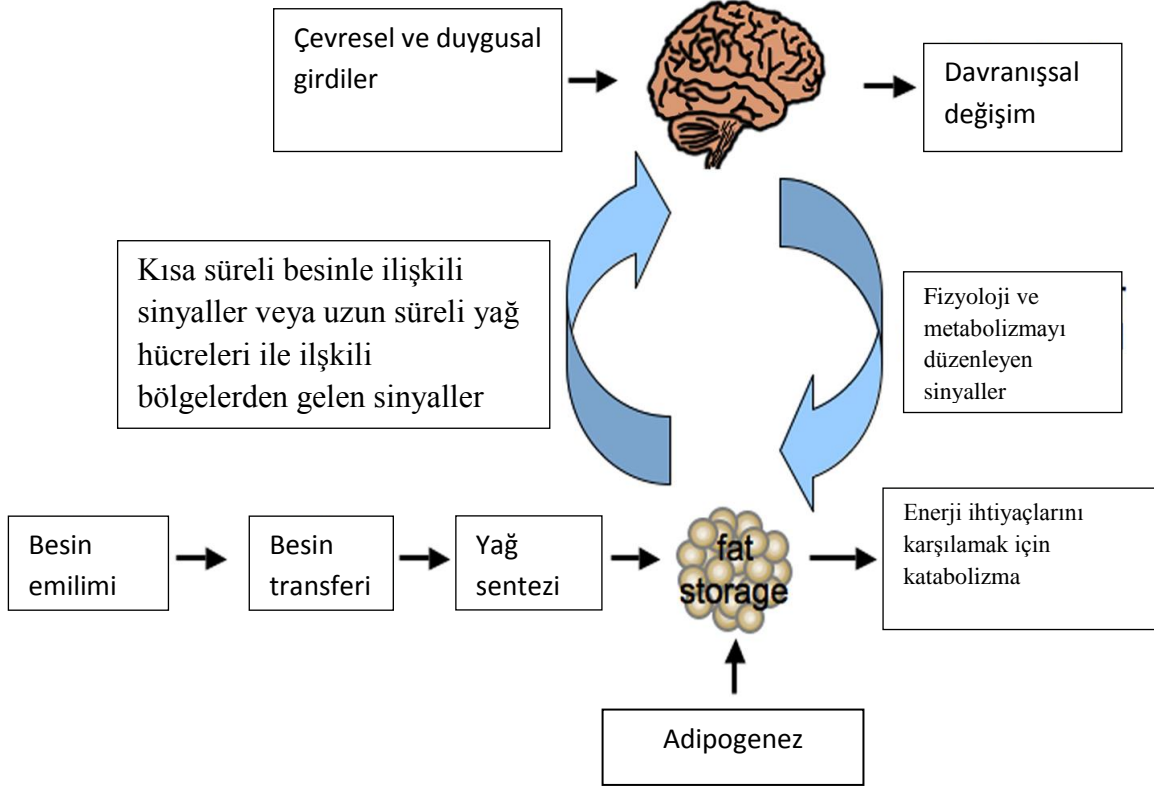 Çevresel ve duygusal
girdiler
Davranışsal
değişim
Kısa süreli besinle ilişkili
sinyaller veya uzun süreli yağ
hücreleri ile ilşkili
bölgelerden gelen sinyaller
Fizyoloji ve
metabolizmayı
düzenleyen
sinyaller
Besin
emilimi
Besin
transferi
Yağ
sentezi
fat
storage
Enerji ihtiyaçlarını
karşılamak için
katabolizma
Adipogenez